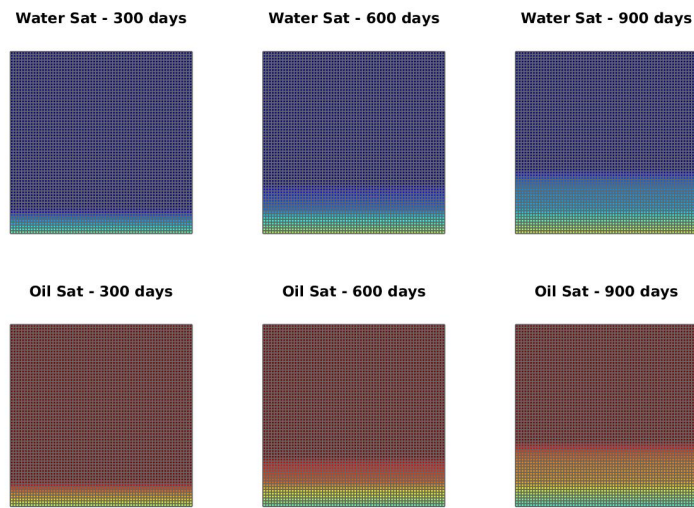 Water Sat - 300 days
Water Sat - 600 days
Water Sat - 900 days
Oil Sat - 300 days
Oil Sat - 600 days
Oil Sat - 900 days